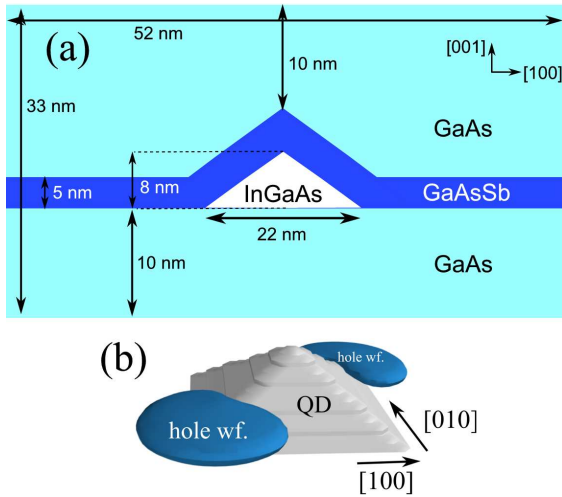 (a)
52 nm
10 nm
[001]
[100]
33 nm
GaAs
5 nm
8 nm
InGaAs
GaAsSb
22 nm
10 nm
GaAs
(b)
hole wf.
QD
hole wf.
[010]
[100]